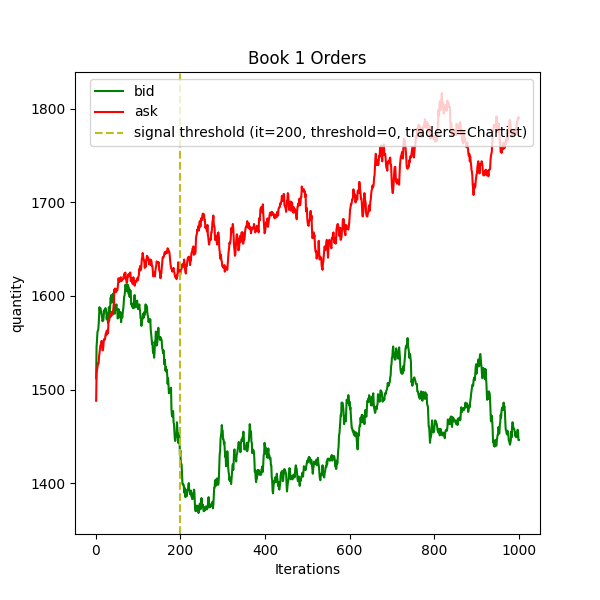 Book 1 Orders
bid
ask
signal threshold (it=200, threshold=0, traders=Chartist)
1800
1700
1600
1500
1400
quantity
0 200 400 600 800 1000
Iterations